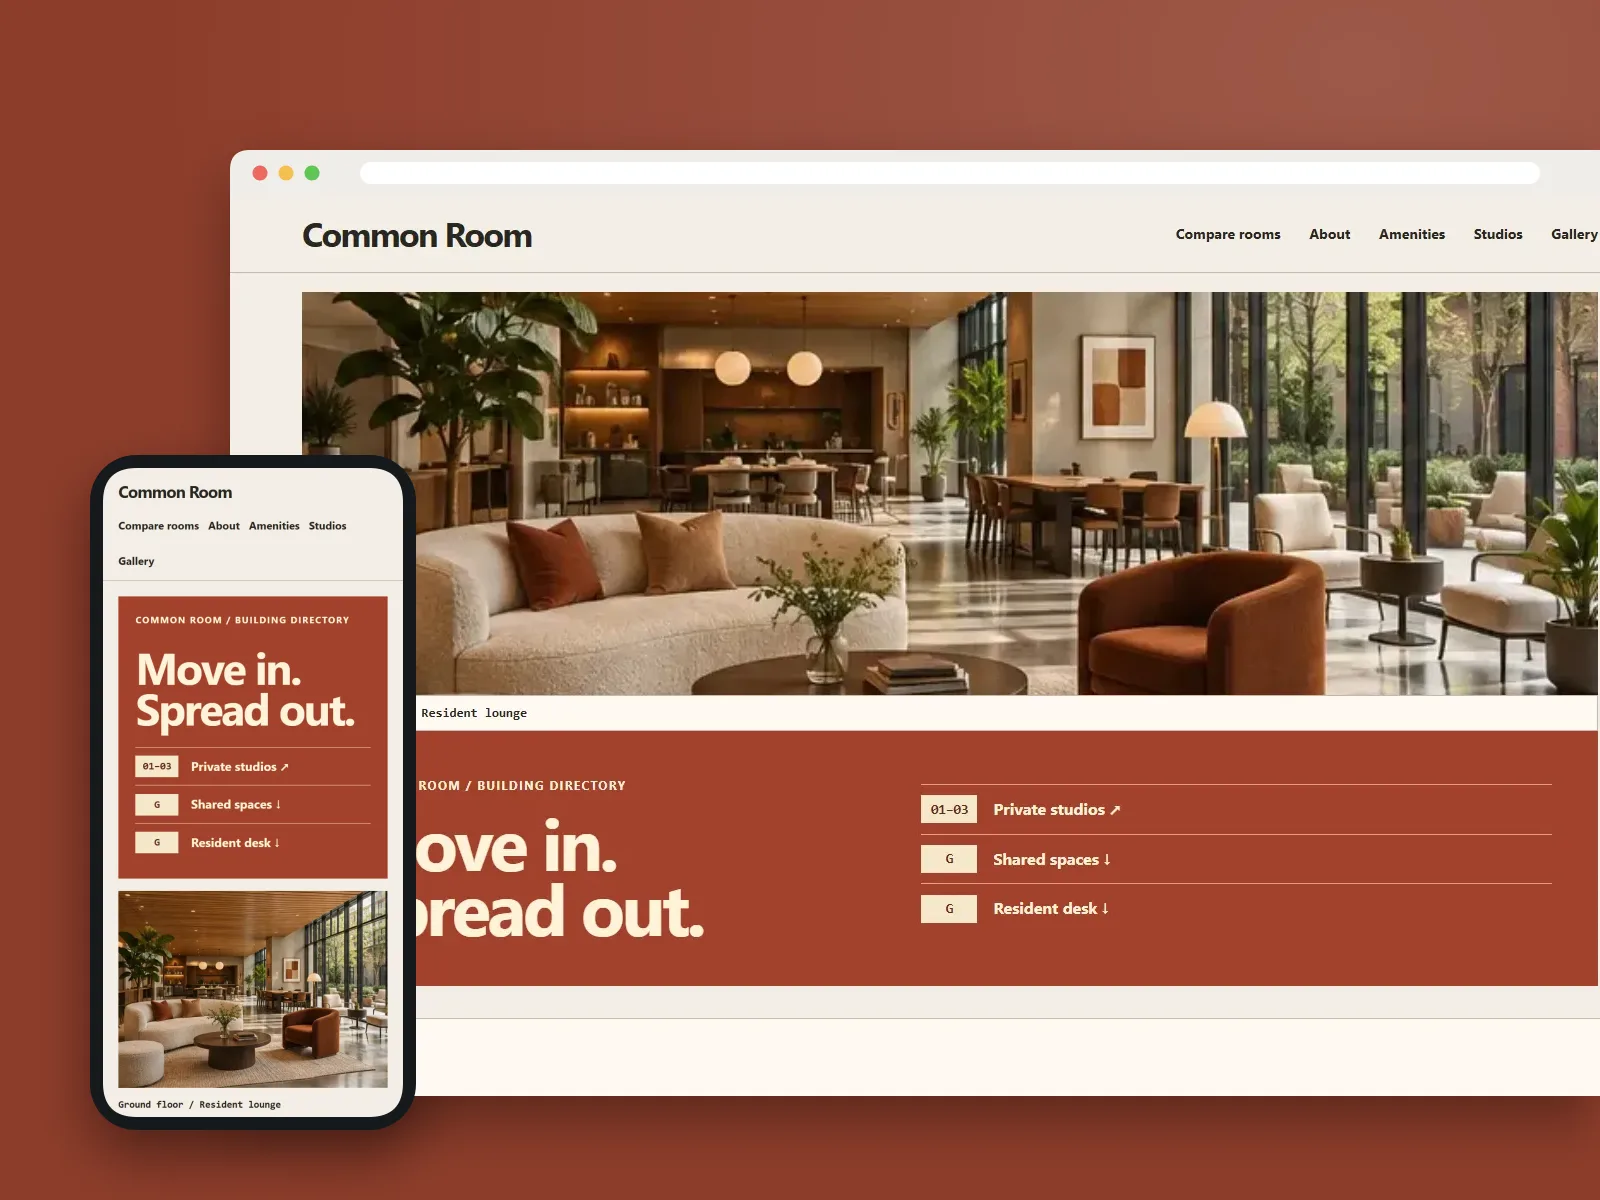 Common Room
Compare rooms About Amenities Studios Gallery
Resident lounge
ROOM / BUILDING DIRECTORY
ove in.
pread out.
01–03 Private studios ↗
G Shared spaces ↓
G Resident desk ↓
Common Room
Compare rooms About Amenities Studios
Gallery
COMMON ROOM / BUILDING DIRECTORY
Move in.
Spread out.
01–03 Private studios ↗
G Shared spaces ↓
G Resident desk ↓
Ground floor / Resident lounge